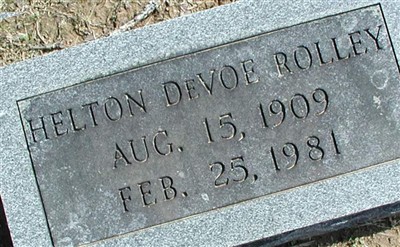 HELTON DeVOE ROLLEY
AUG. 15, 1909
FEB. 25, 1981